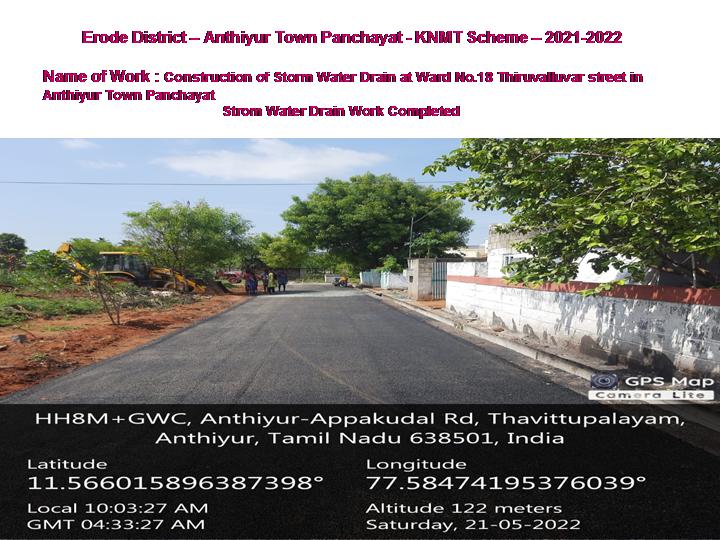 Erode District – Anthiyur Town Panchayat - KNMT Scheme – 2021-2022
Name of Work : Construction of Storm Water Drain at Ward No.18 Thiruvalluvar street in
Anthiyur Town Panchayat
Strom Water Drain Work Completed
GPS Map
Camera Lite
HH8M+GWC, Anthiyur-Appakudal Rd, Thavittupalayam,
Anthiyur, Tamil Nadu 638501, India
Latitude Longitude
11.566015896387398° 77.58474195376039°
Local 10:03:27 AM Altitude 122 meters
GMT 04:33:27 AM Saturday, 21-05-2022